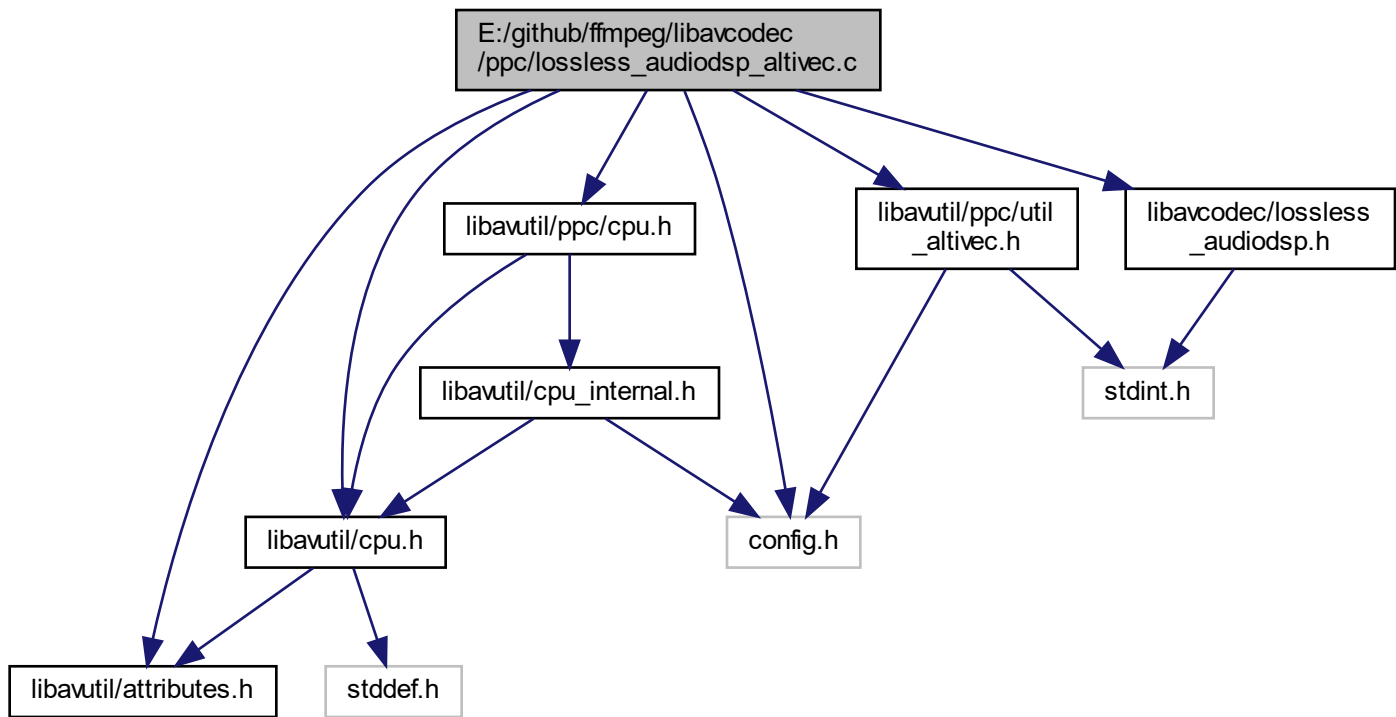 E:/github/ffmpeg/libavcodec
/ppc/lossless_audiodsp_altivec.c
libavutil/ppc/cpu.h
libavutil/ppc/util
_altivec.h
libavcodec/lossless
_audiodsp.h
libavutil/cpu_internal.h
stdint.h
libavutil/cpu.h
config.h
libavutil/attributes.h
stddef.h